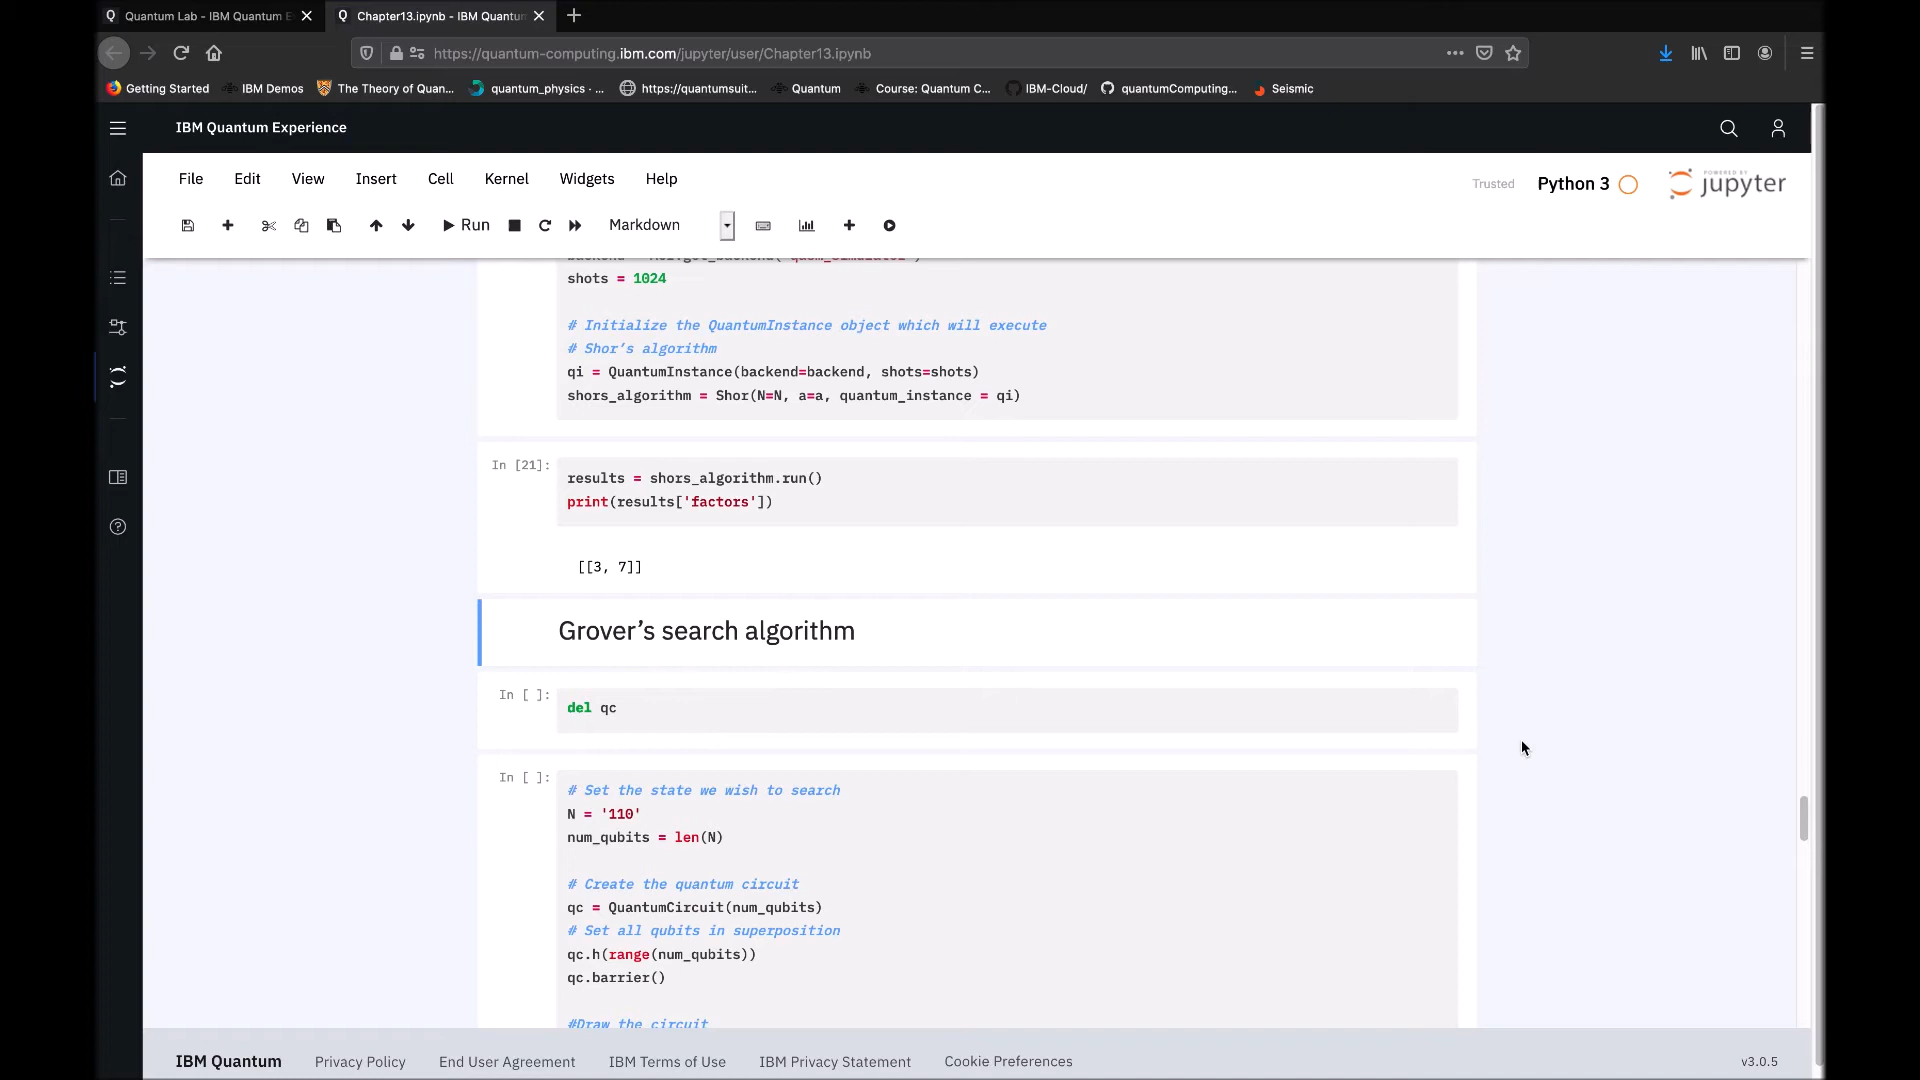 Quantum Lab - IBM Quantum E
Chapter13.ipynb - IBM Quantum
https://quantum-computing.ibm.com/jupyter/user/Chapter13.ipynb
Getting Started
IBM Demos
The Theory of Quan...
quantum_physics - ...
https://quantumsuit...
Quantum
Course: Quantum C...
IBM-Cloud/
quantumComputing...
Seismic
IBM Quantum Experience
File Edit View Insert Cell Kernel Widgets Help
Trusted
Python 3
POWERED BY
jupyter
Run
Markdown
shots = 1024
# Initialize the QuantumInstance object which will execute
# Shor’s algorithm
qi = QuantumInstance(backend=backend, shots=shots)
shors_algorithm = Shor(N=N, a=a, quantum_instance = qi)
In [21]:
results = shors_algorithm.run()
print(results['factors'])
[[3, 7]]
Grover’s search algorithm
In [ ]:
del qc
In [ ]:
# Set the state we wish to search
N = '110'
num_qubits = len(N)
# Create the quantum circuit
qc = QuantumCircuit(num_qubits)
# Set all qubits in superposition
qc.h(range(num_qubits))
qc.barrier()
#Draw the circuit
IBM Quantum
Privacy Policy
End User Agreement
IBM Terms of Use
IBM Privacy Statement
Cookie Preferences
v3.0.5